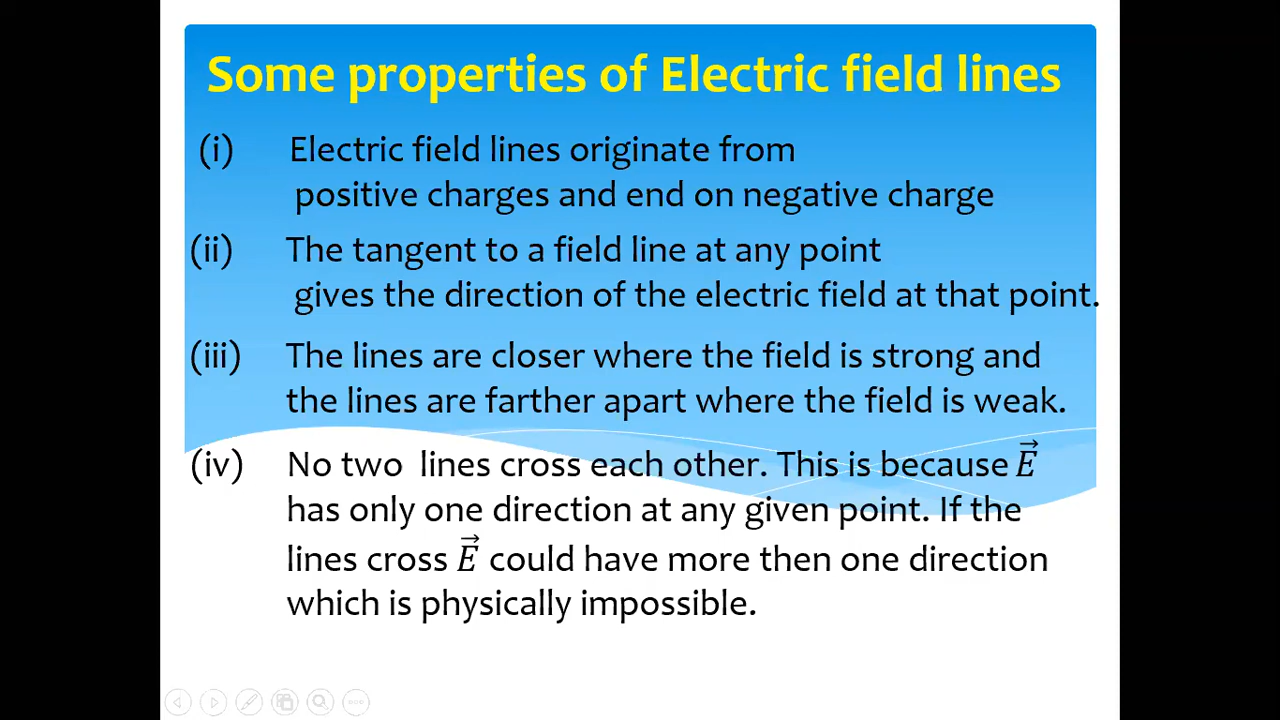 Some properties of Electric field lines
(i) Electric field lines originate from
positive charges and end on negative charge
(ii) The tangent to a field line at any point
gives the direction of the electric field at that point.
(iii) The lines are closer where the field is strong and
the lines are farther apart where the field is weak.
(iv) No two lines cross each other. This is because $\vec{E}$
has only one direction at any given point. If the
lines cross $\vec{E}$ could have more then one direction
which is physically impossible.